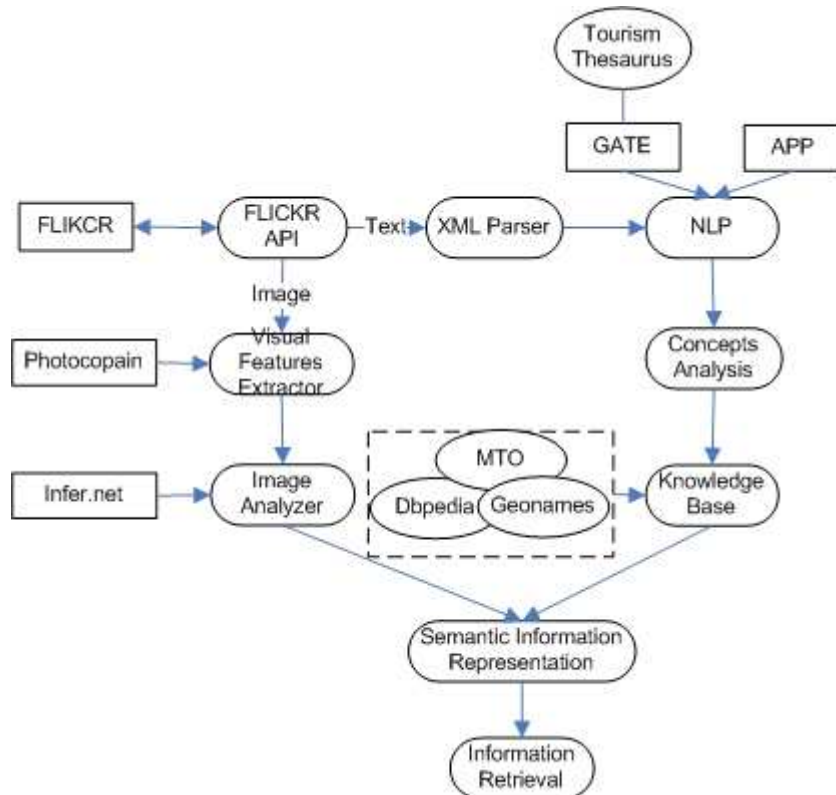 Tourism
Thesaurus
GATE
APP
FLIKCR
FLICKR
API
Text
XML Parser
NLP
Image
Photocopain
Visual
Features
Extractor
Concepts
Analysis
MTO
Infer.net
Image
Analyzer
Dbpedia
Geonames
Knowledge
Base
Semantic Information
Representation
Information
Retrieval